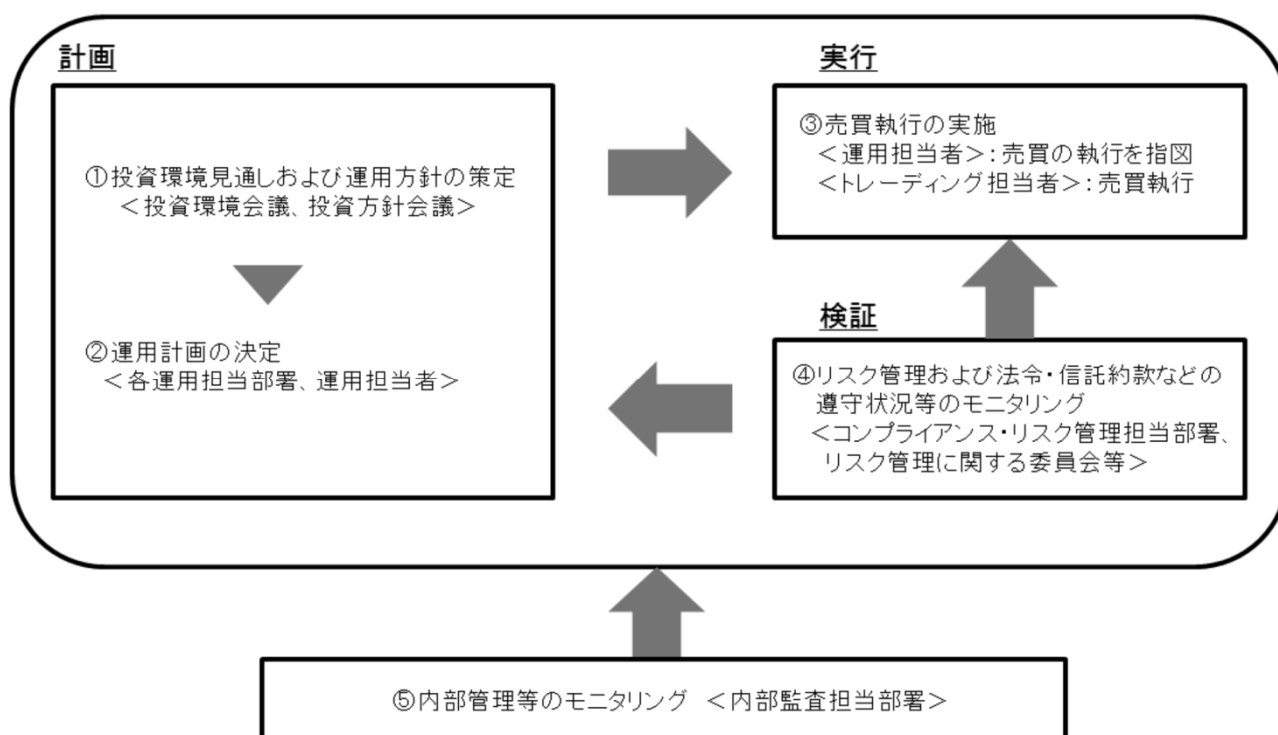 計画
①投資環境見通しおよび運用方針の策定
＜投資環境会議、投資方針会議＞
②運用計画の決定
＜各運用担当部署、運用担当者＞
実行
③売買執行の実施
＜運用担当者＞：売買の執行を指図
＜トレーディング担当者＞：売買執行
検証
④リスク管理および法令・信託約款などの
遵守状況等のモニタリング
＜コンプライアンス・リスク管理担当部署、
リスク管理に関する委員会等＞
⑤内部管理等のモニタリング ＜内部監査担当部署＞